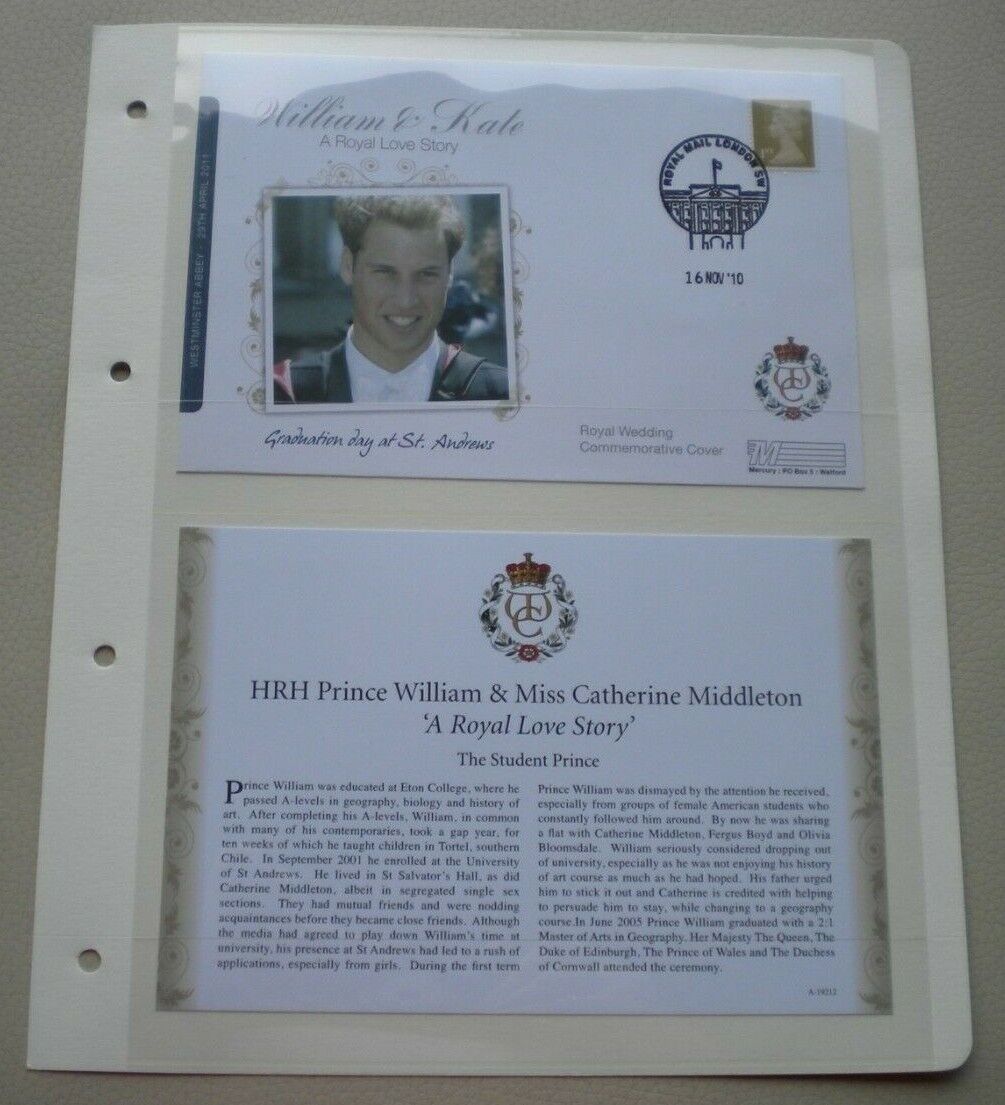 William & Kate
A Royal Love Story
WESTMINSTER ABBEY · 29TH APRIL 2011
ROYAL MAIL LONDON SW
16 NOV '10
Graduation day at St. Andrews
Royal Wedding
Commemorative Cover
M
Mercury : PO Box 5 : Watford
HRH Prince William & Miss Catherine Middleton
‘A Royal Love Story’
The Student Prince
Prince William was educated at Eton College, where he
passed A-levels in geography, biology and history of
art. After completing his A-levels, William, in common
with many of his contemporaries, took a gap year, for
ten weeks of which he taught children in Tortel, southern
Chile. In September 2001 he enrolled at the University
of St Andrews. He lived in St Salvator's Hall, as did
Catherine Middleton, albeit in segregated single sex
sections. They had mutual friends and were nodding
acquaintances before they became close friends. Although
the media had agreed to play down William's time at
university, his presence at St Andrews had led to a rush of
applications, especially from girls. During the first term
Prince William was dismayed by the attention he received,
especially from groups of female American students who
constantly followed him around. By now he was sharing
a flat with Catherine Middleton, Fergus Boyd and Olivia
Bloomsdale. William seriously considered dropping out
of university, especially as he was not enjoying his history
of art course as much as he had hoped. His father urged
him to stick it out and Catherine is credited with helping
to persuade him to stay, while changing to a geography
course.In June 2005 Prince William graduated with a 2:1
Master of Arts in Geography. Her Majesty The Queen, The
Duke of Edinburgh, The Prince of Wales and The Duchess
of Cornwall attended the ceremony.
A-19212